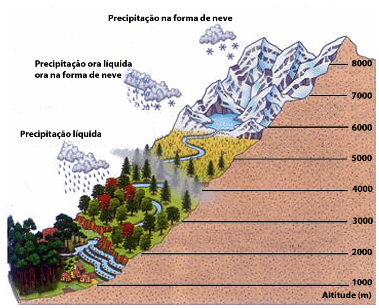 Precipitação na forma de neve
Precipitação ora líquida
ora na forma de neve
Precipitação líquida
8000
7000
6000
5000
4000
3000
2000
1000
Altitude (m)